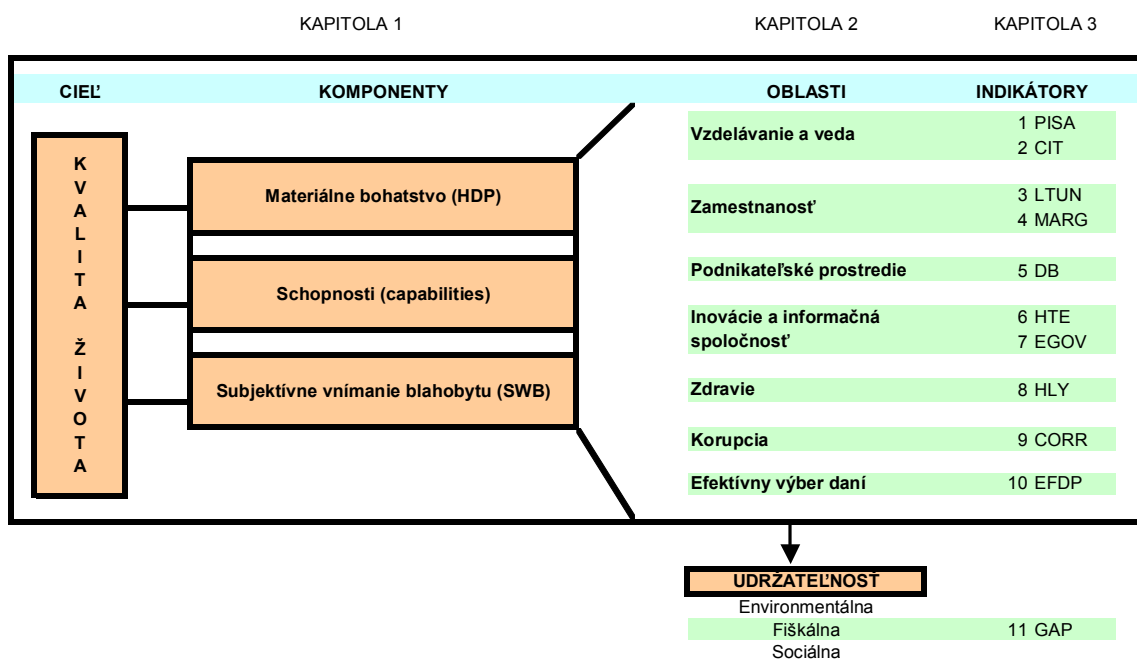 KAPITOLA 1 KAPITOLA 2 KAPITOLA 3
CIEĽ KOMPONENTY OBLASTI INDIKÁTORY
KVALITA ŽIVOTA
Materiálne bohatstvo (HDP)
Schopnosti (capabilities)
Subjektívne vnímanie blahobytu (SWB)
Vzdelávanie a veda
1 PISA
2 CIT
Zamestnanosť
3 LTUN
4 MARG
Podnikateľské prostredie 5 DB
Inovácie a informačná
spoločnosť
6 HTE
7 EGOV
Zdravie 8 HLY
Korupcia 9 CORR
Efektívny výber daní 10 EFDP
UDRŽATEĽNOSŤ
Environmentálna
Fiškálna 11 GAP
Sociálna